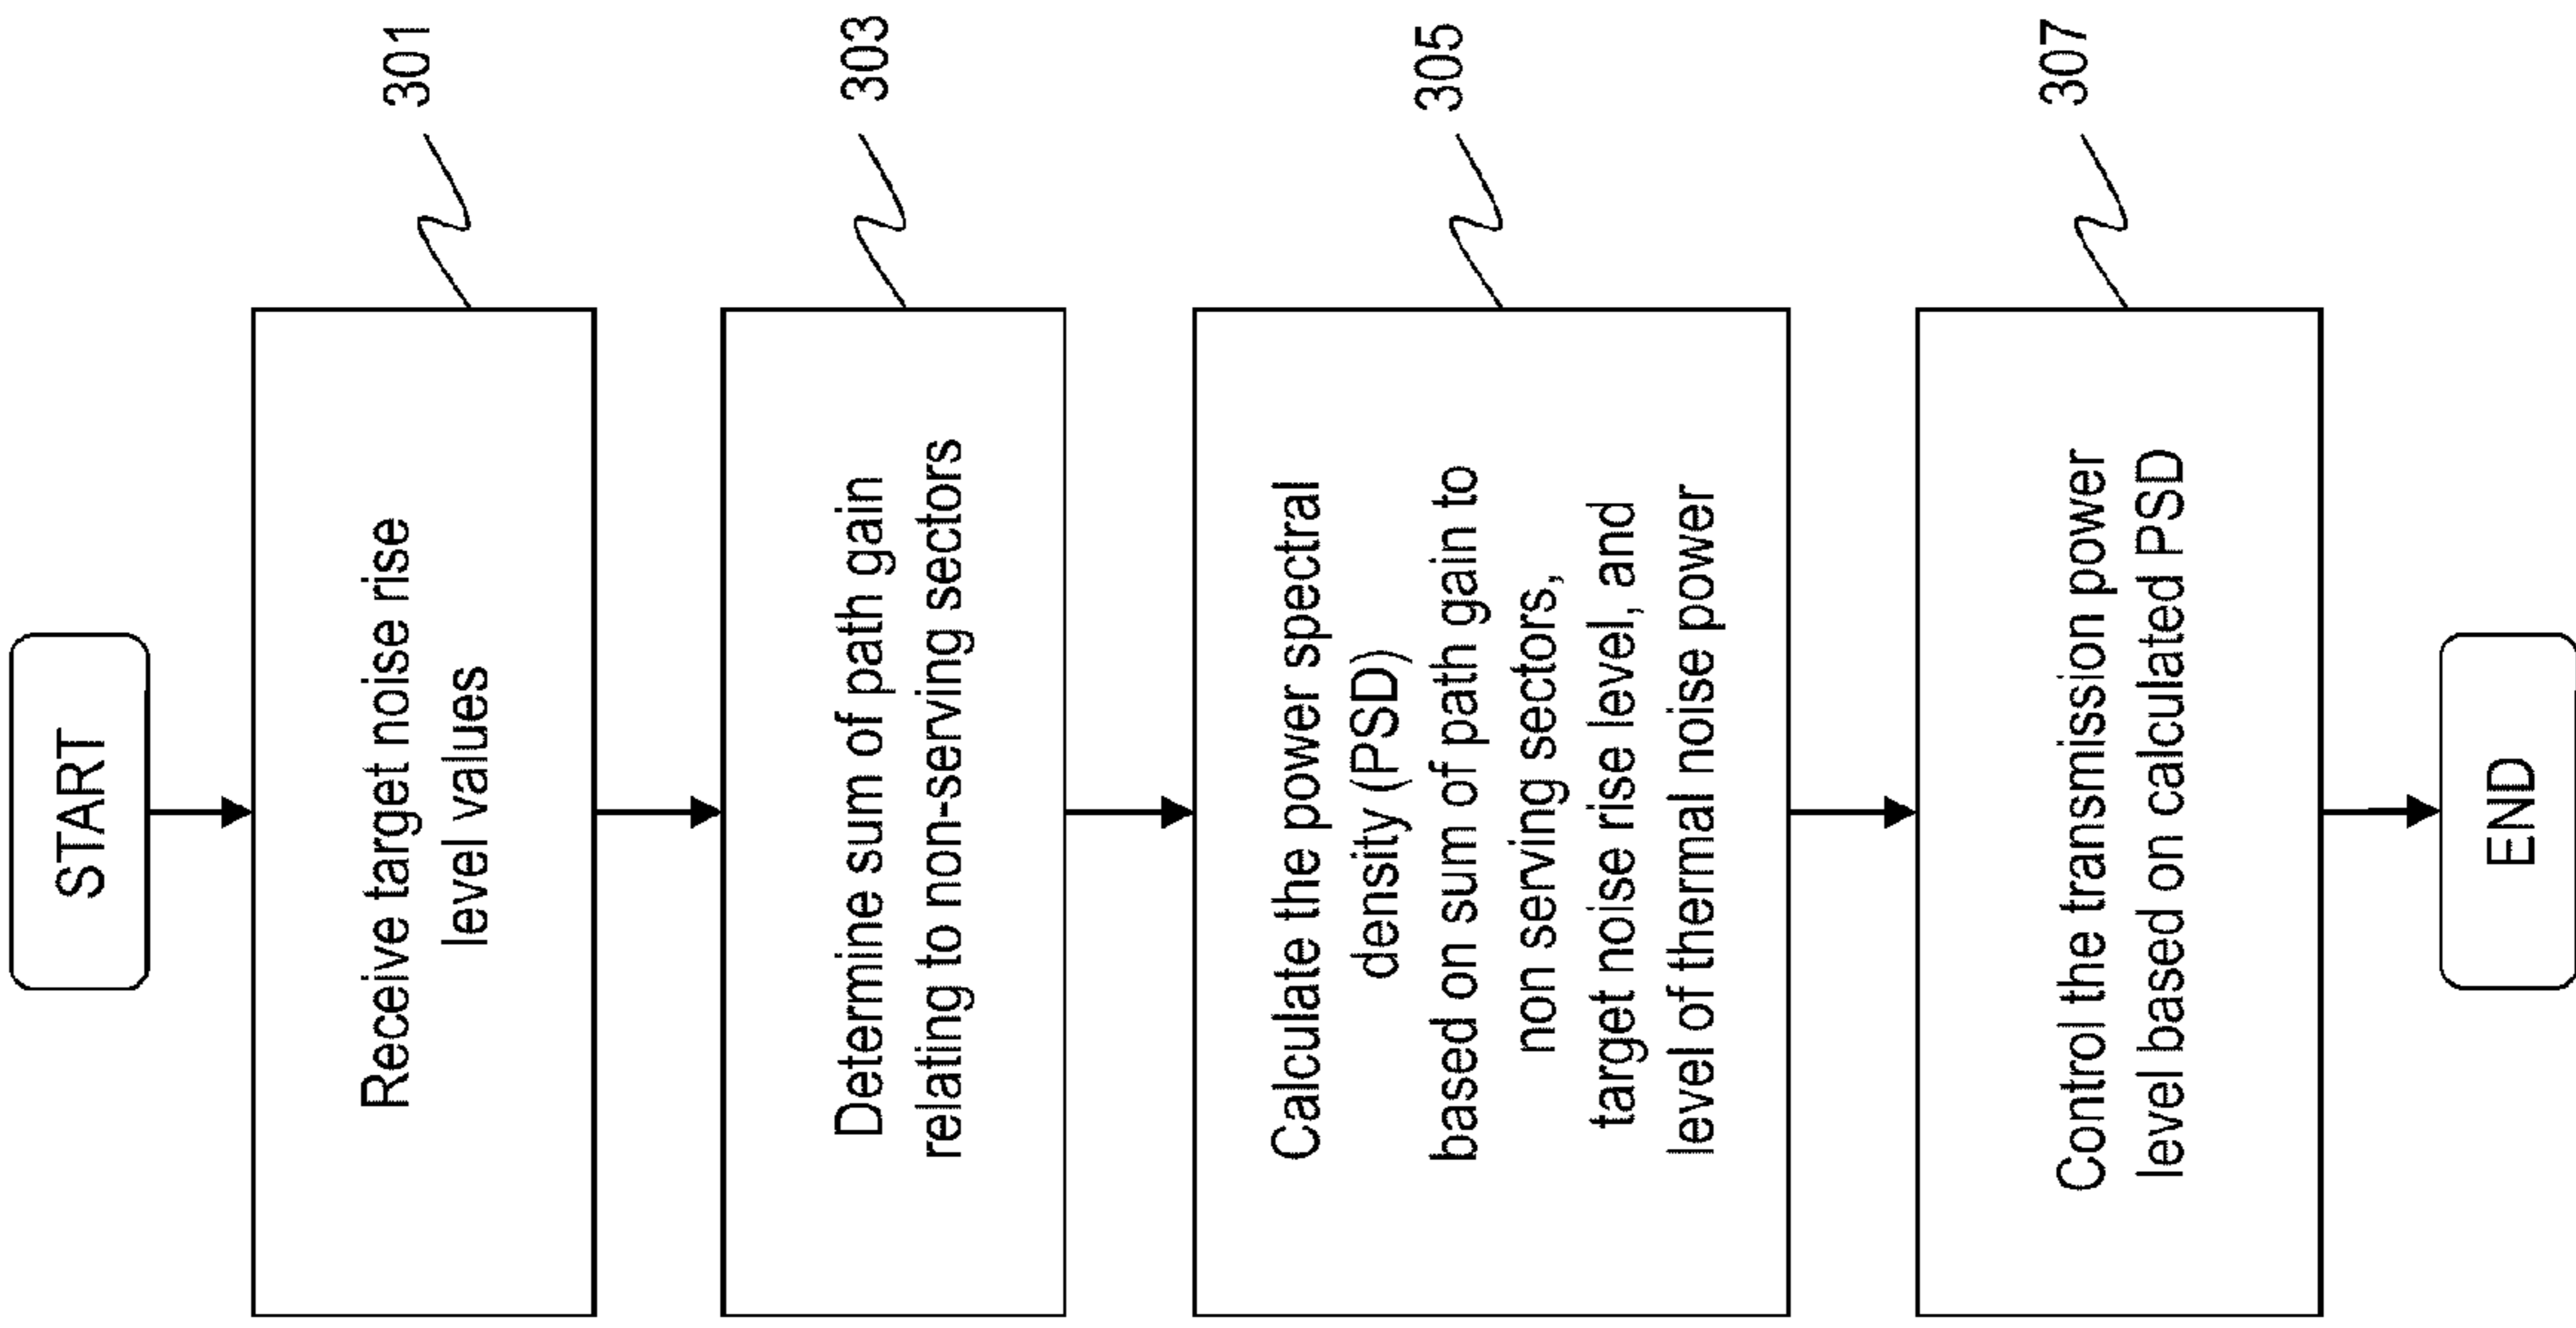 START
Receive target noise rise
level values
301
Determine sum of path gain
relating to non-serving sectors
303
Calculate the power spectral
density (PSD)
based on sum of path gain to
non serving sectors,
target noise rise level, and
level of thermal noise power
305
Control the transmission power
level based on calculated PSD
307
END